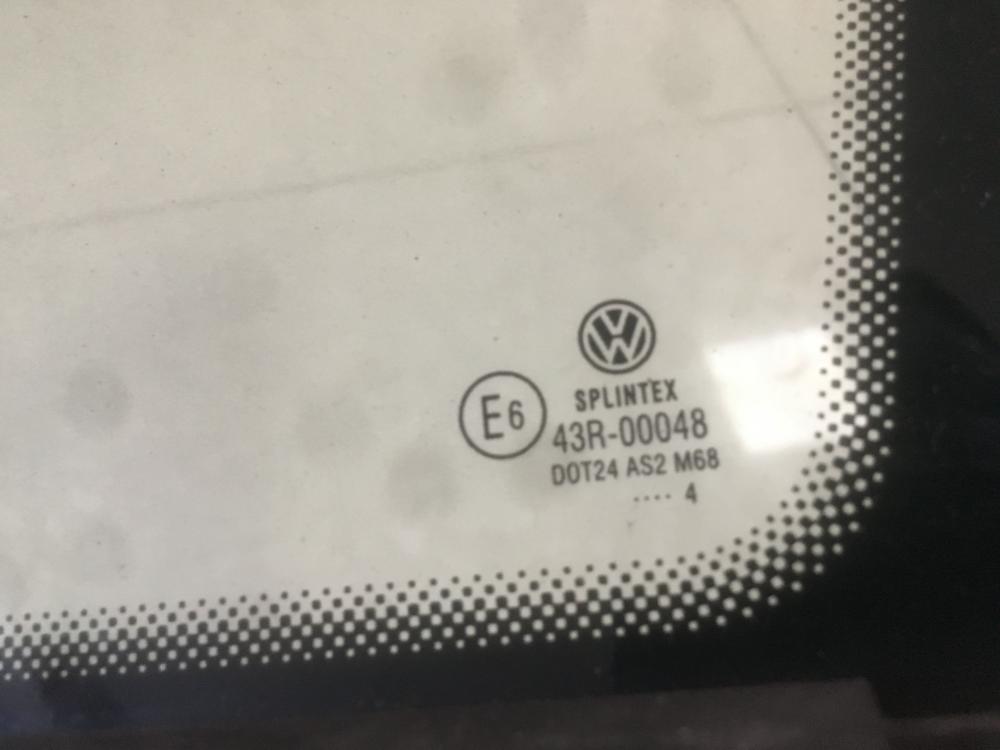 E6
SPLINTEX
43R-00048
DOT24 AS2 M68
.... 4